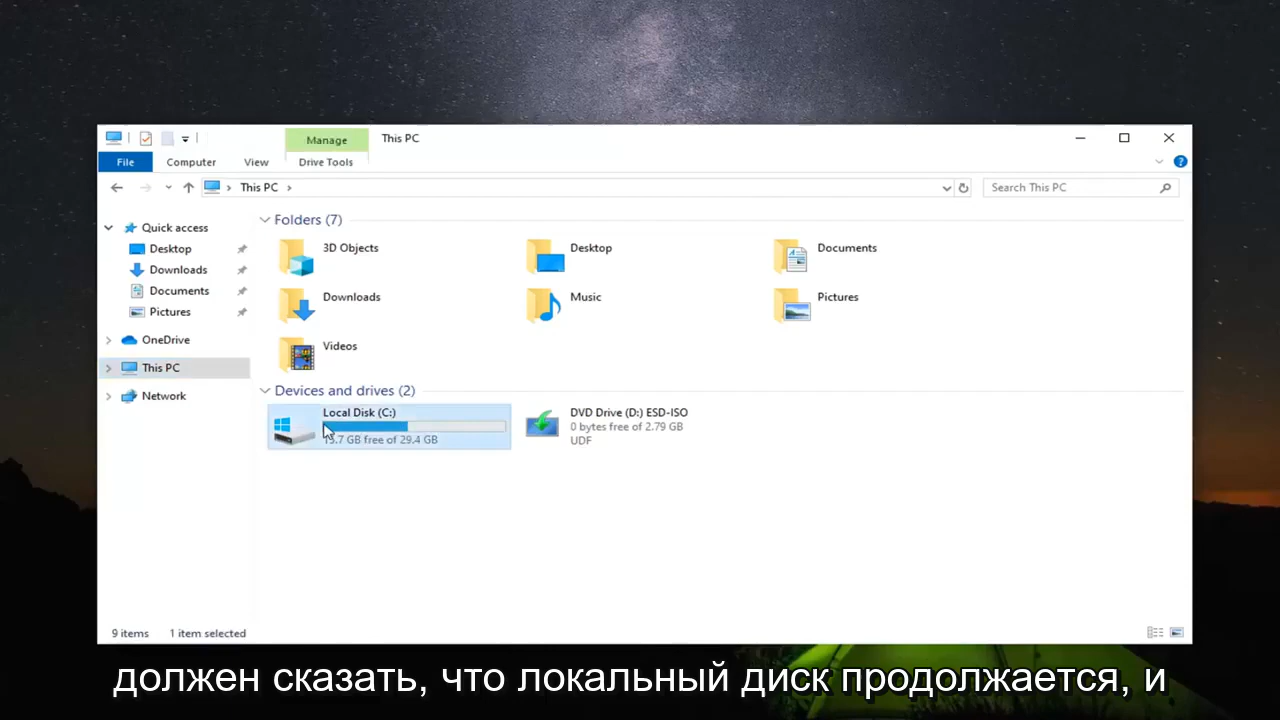 Manage
This PC
File
Computer
View
Drive Tools
This PC
Search This PC
Quick access
Desktop
Downloads
Documents
Pictures
OneDrive
This PC
Network
Folders (7)
3D Objects
Desktop
Documents
Downloads
Music
Pictures
Videos
Devices and drives (2)
Local Disk (C:)
GB free of 29.4 GB
DVD Drive (D:) ESD-ISO
0 bytes free of 2.79 GB
UDF
9 items
1 item selected
должен сказать, что локальный диск продолжается, и